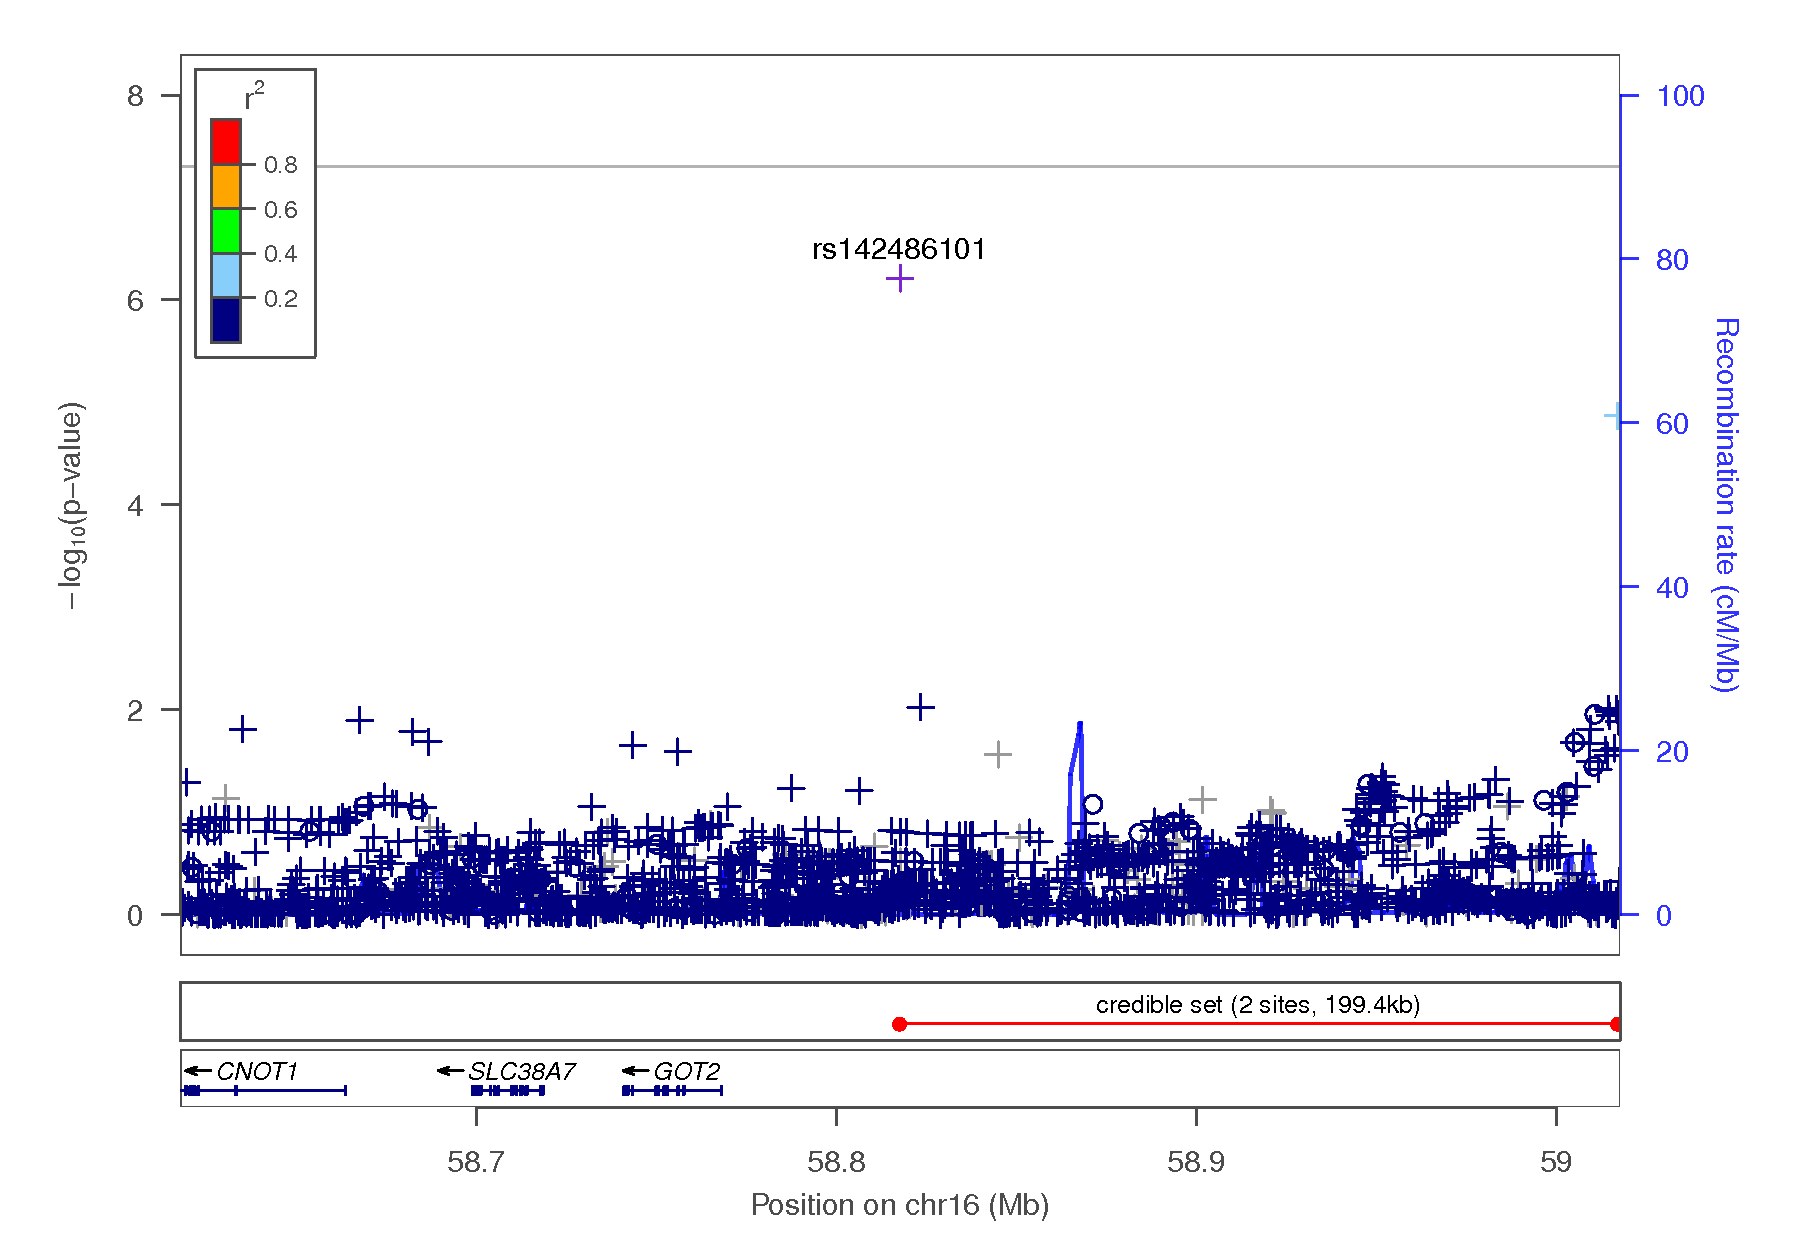 r2
0.8
0.6
0.4
0.2
8
6
4
2
0
−log10(p−value)
100
80
60
40
20
0
Recombination rate (cM/Mb)
rs142486101
credible set (2 sites, 199.4kb)
CNOT1
SLC38A7
GOT2
58.7
58.8
58.9
59
Position on chr16 (Mb)